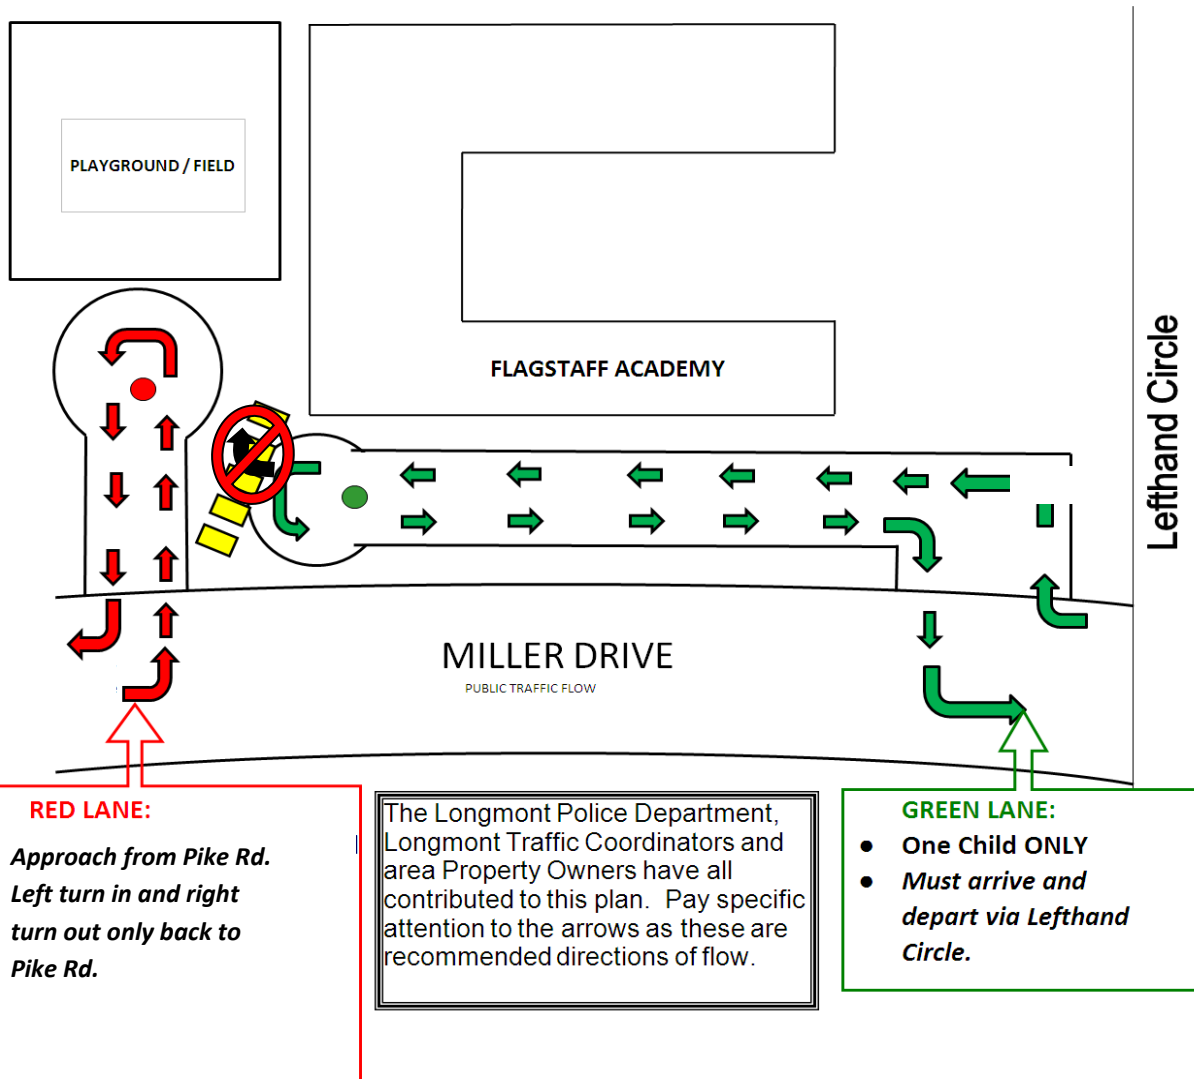 PLAYGROUND / FIELD
FLAGSTAFF ACADEMY
Lefthand Circle
MILLER DRIVE
PUBLIC TRAFFIC FLOW
RED LANE:
Approach from Pike Rd.
Left turn in and right
turn out only back to
Pike Rd.
The Longmont Police Department,
Longmont Traffic Coordinators and
area Property Owners have all
contributed to this plan.  Pay specific
attention to the arrows as these are
recommended directions of flow.
GREEN LANE:
● One Child ONLY
● Must arrive and
depart via Lefthand
Circle.